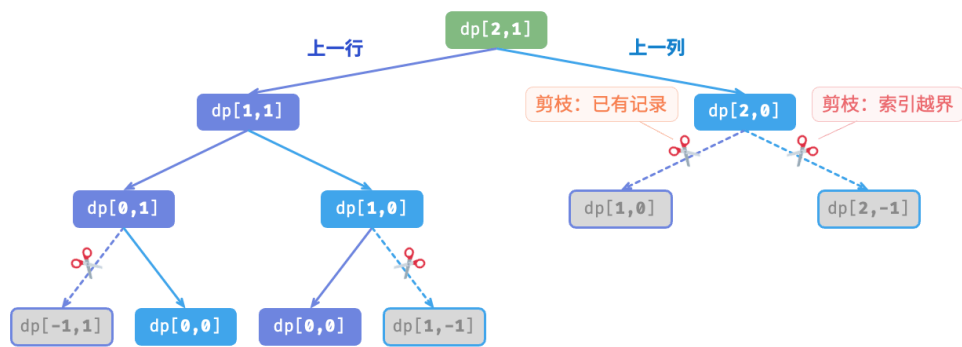 dp[2,1]
上一行
上一列
dp[1,1]
剪枝：已有记录
dp[2,0]
剪枝：索引越界
dp[0,1]
dp[1,0]
dp[1,0]
dp[2,-1]
dp[-1,1]
dp[0,0]
dp[0,0]
dp[1,-1]